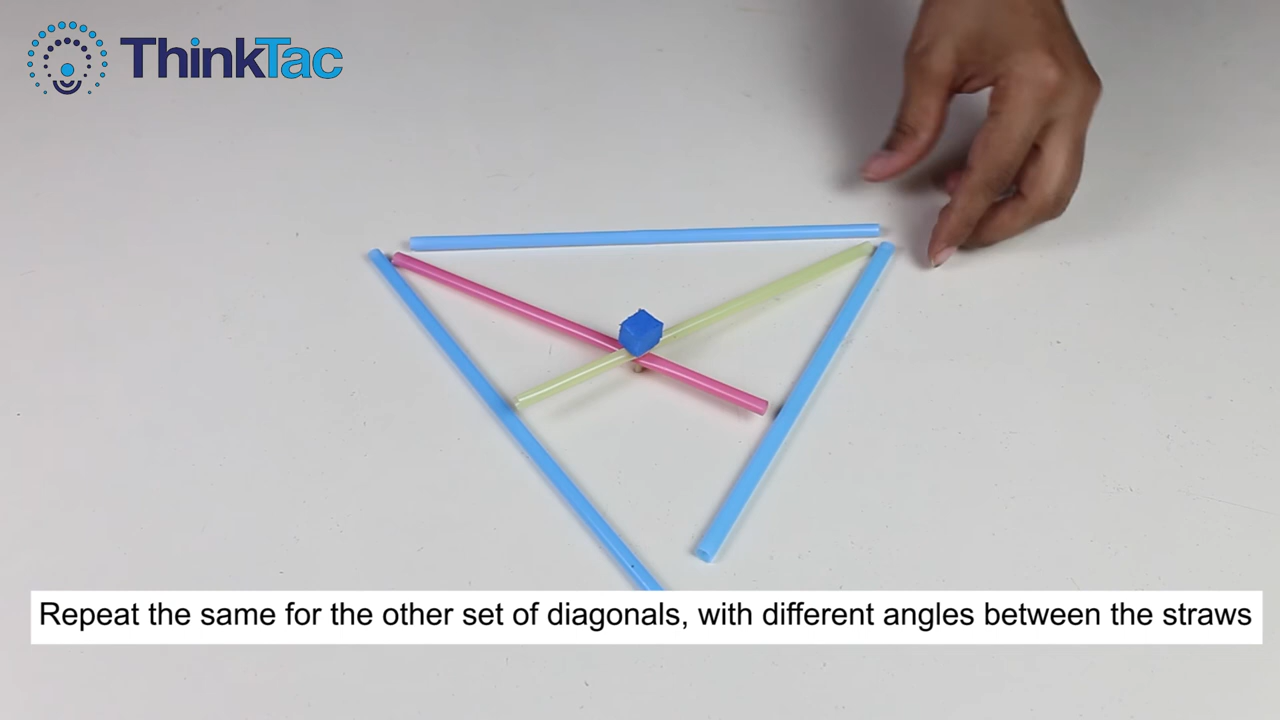 ThinkTac
Repeat the same for the other set of diagonals, with different angles between the straws